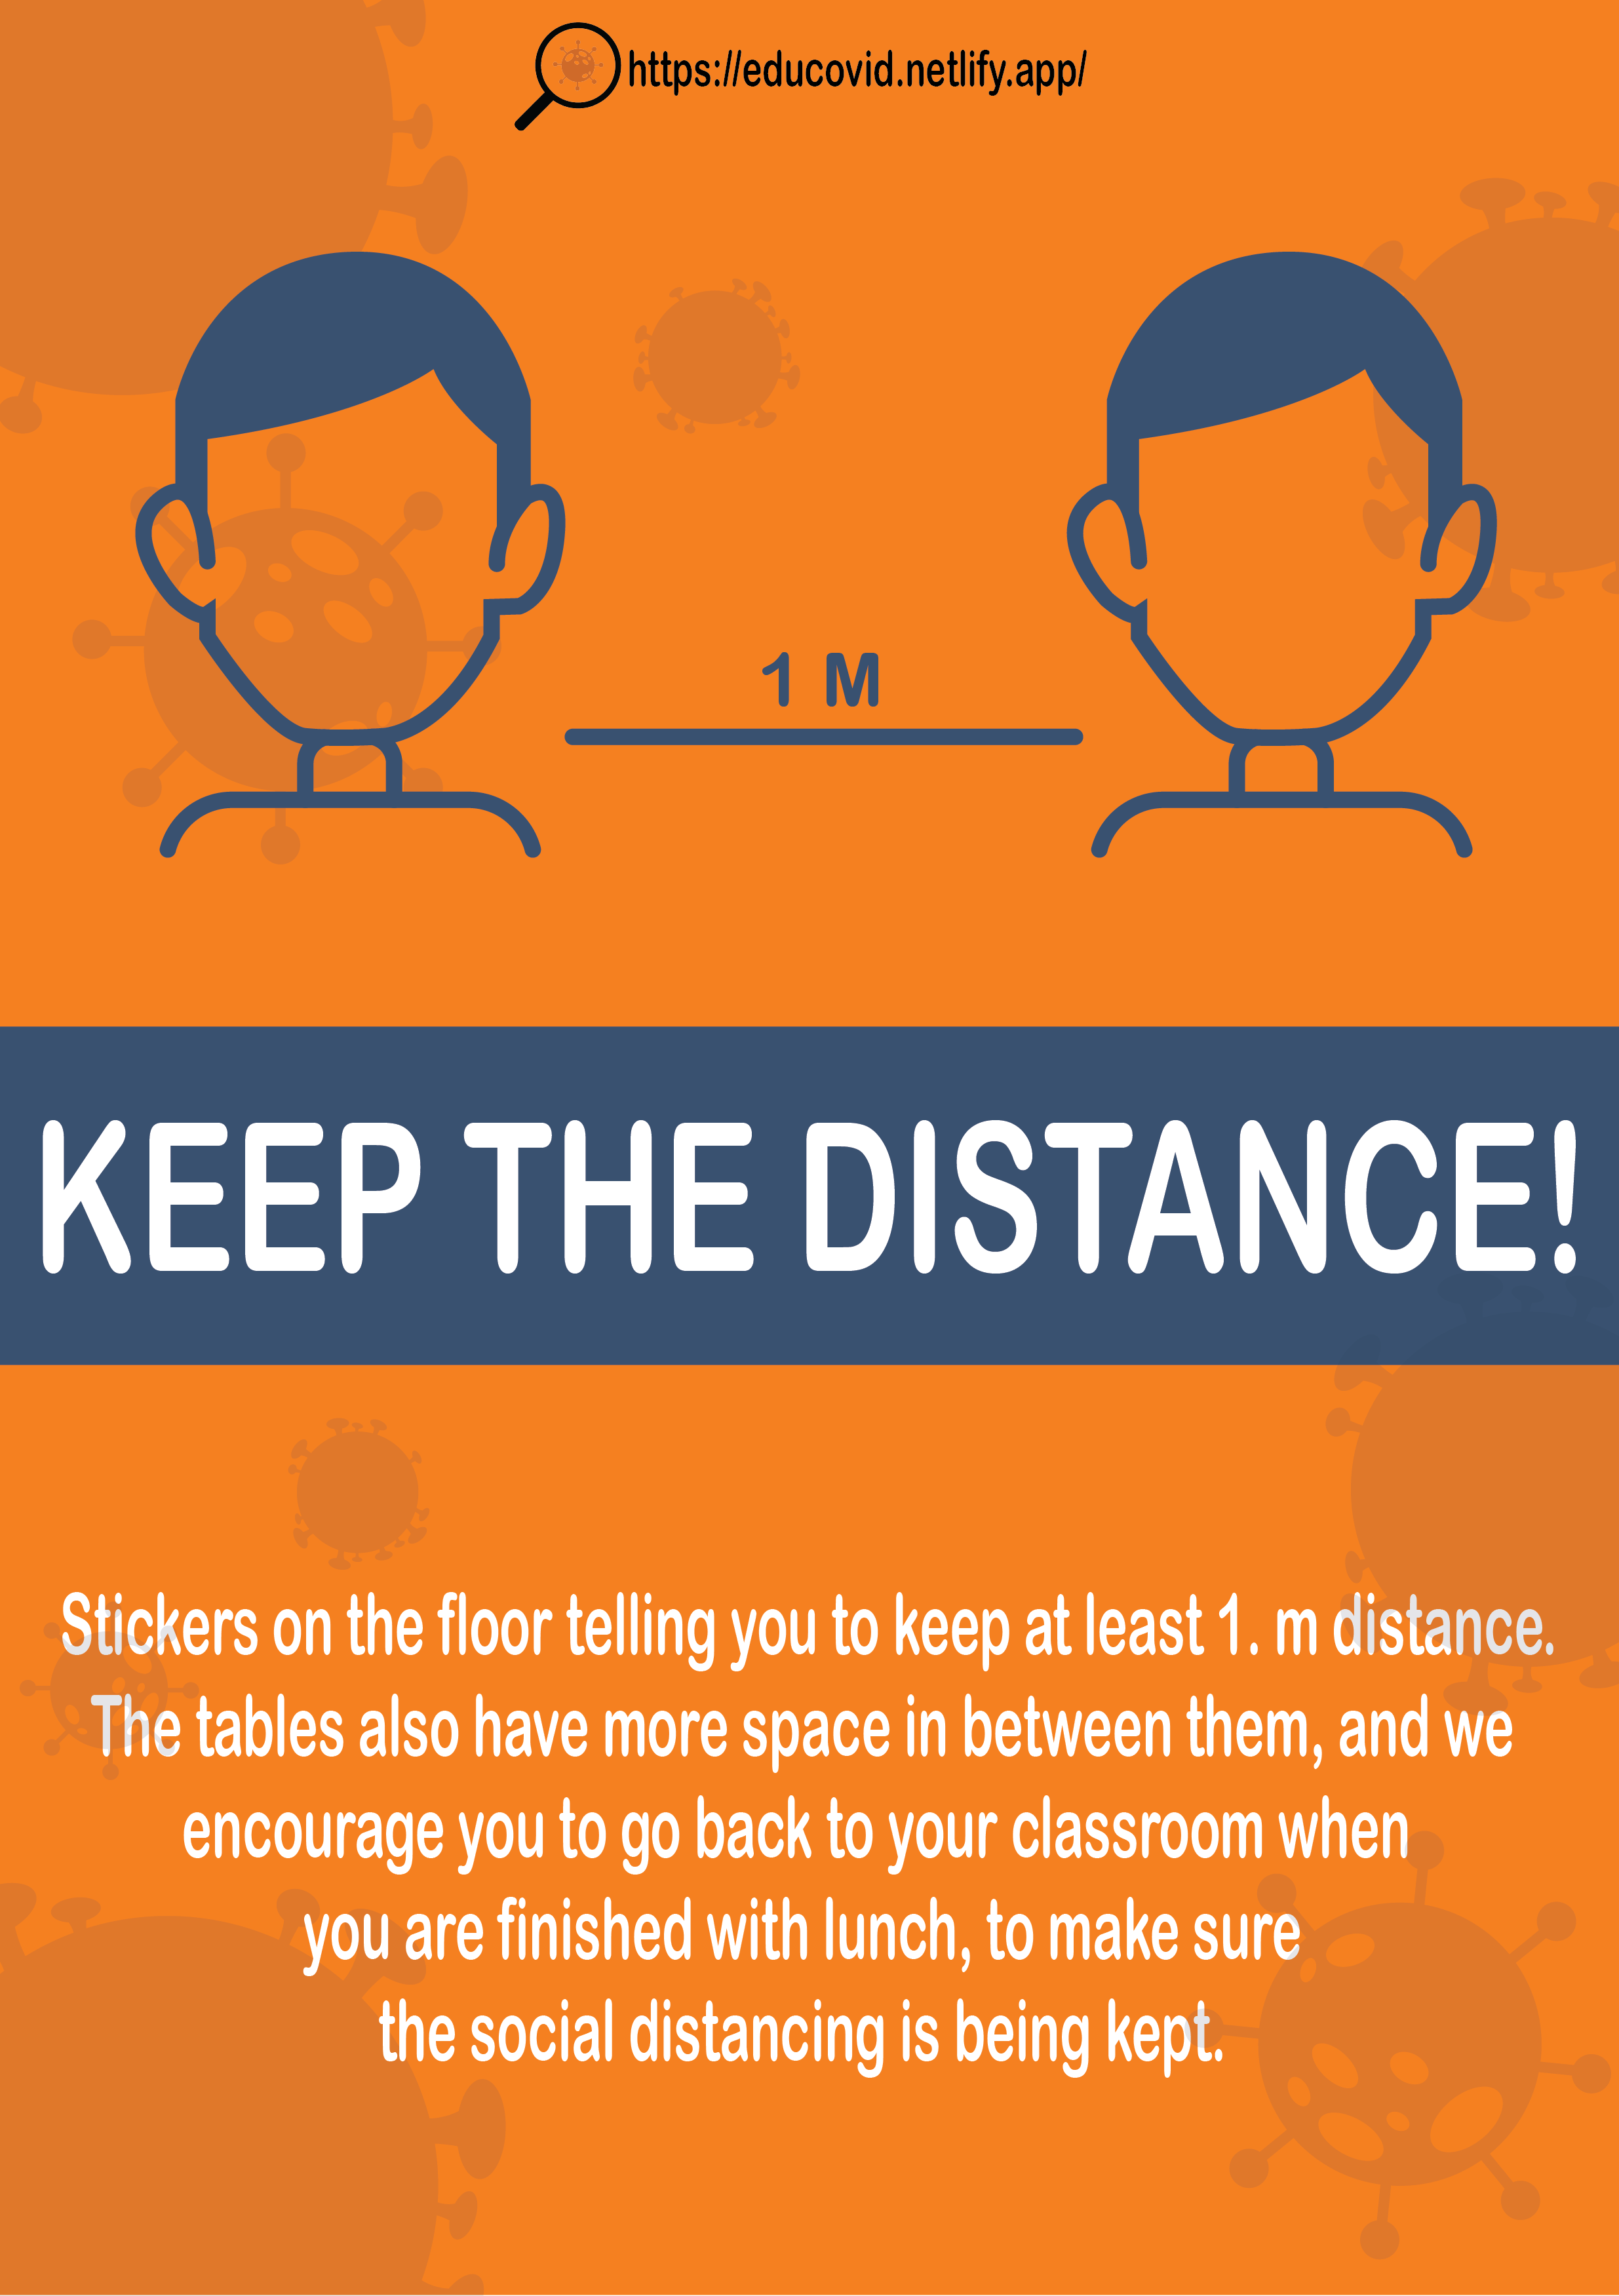 https://educovid.netlify.app/
1 M
KEEP THE DISTANCE!
Stickers on the floor telling you to keep at least 1. m distance.
The tables also have more space in between them, and we
encourage you to go back to your classroom when
you are finished with lunch, to make sure
the social distancing is being kept.